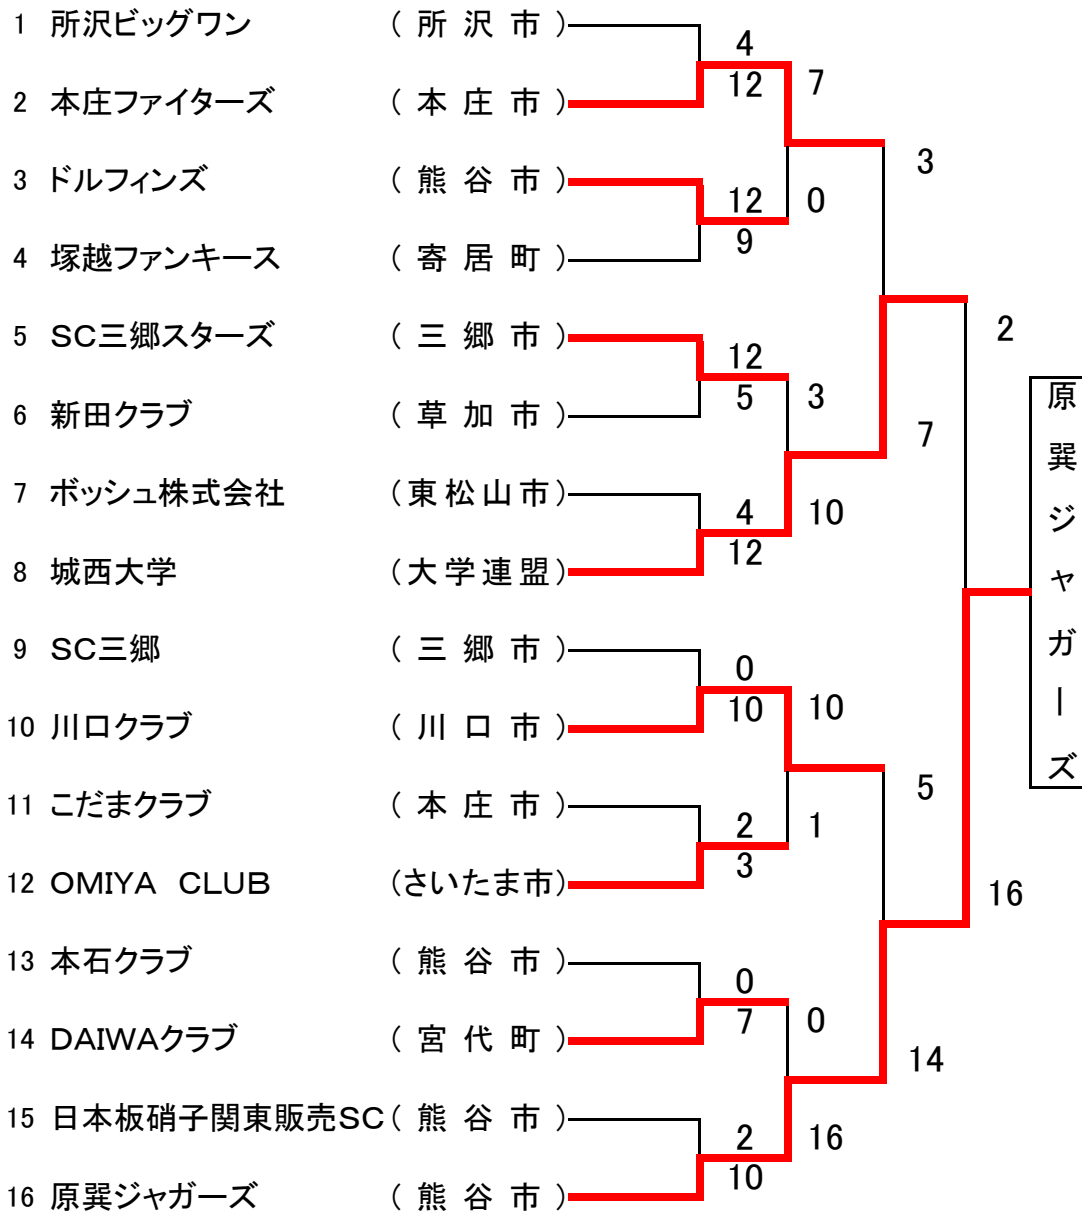 1 所沢ビッグワン (所沢市)
4
12 7
2 本庄ファイターズ (本庄市)
3
3 ドルフィンズ (熊谷市)
12 0
9
4 塚越ファンキース (寄居町)
2
5 SC三郷スターズ (三郷市)
12
5 3
6 新田クラブ (草加市)
7
7 ボッシュ株式会社 (東松山市)
4 10
12
8 城西大学 (大学連盟)
原巽ジャガーズ
9 SC三郷 (三郷市)
0
10 10
10 川口クラブ (川口市)
5
11 こだまクラブ (本庄市)
2 1
3
12 OMIYA CLUB (さいたま市)
16
13 本石クラブ (熊谷市)
0
7 0
14 DAIWAクラブ (宮代町)
14
15 日本板硝子関東販売SC (熊谷市)
2 16
10
16 原巽ジャガーズ (熊谷市)